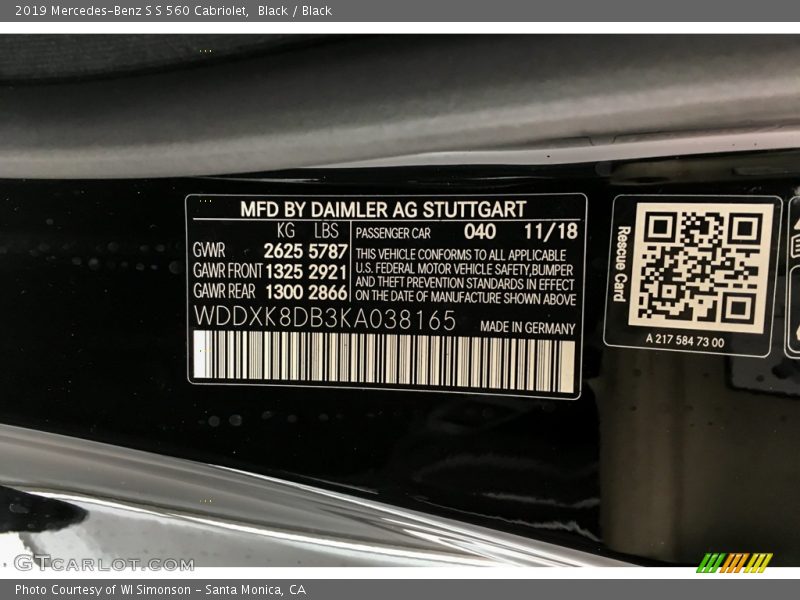 2019 Mercedes-Benz S S 560 Cabriolet, Black / Black
MFD BY DAIMLER AG STUTTGART
KG LBS
GVWR 2625 5787
GAWR FRONT 1325 2921
GAWR REAR 1300 2866
PASSENGER CAR 040 11/18
THIS VEHICLE CONFORMS TO ALL APPLICABLE
U.S. FEDERAL MOTOR VEHICLE SAFETY,BUMPER
AND THEFT PREVENTION STANDARDS IN EFFECT
ON THE DATE OF MANUFACTURE SHOWN ABOVE
WDDXK8DB3KA038165 MADE IN GERMANY
Rescue Card
A 217 584 73 00
GTCARLOT.COM
Photo Courtesy of WI Simonson - Santa Monica, CA